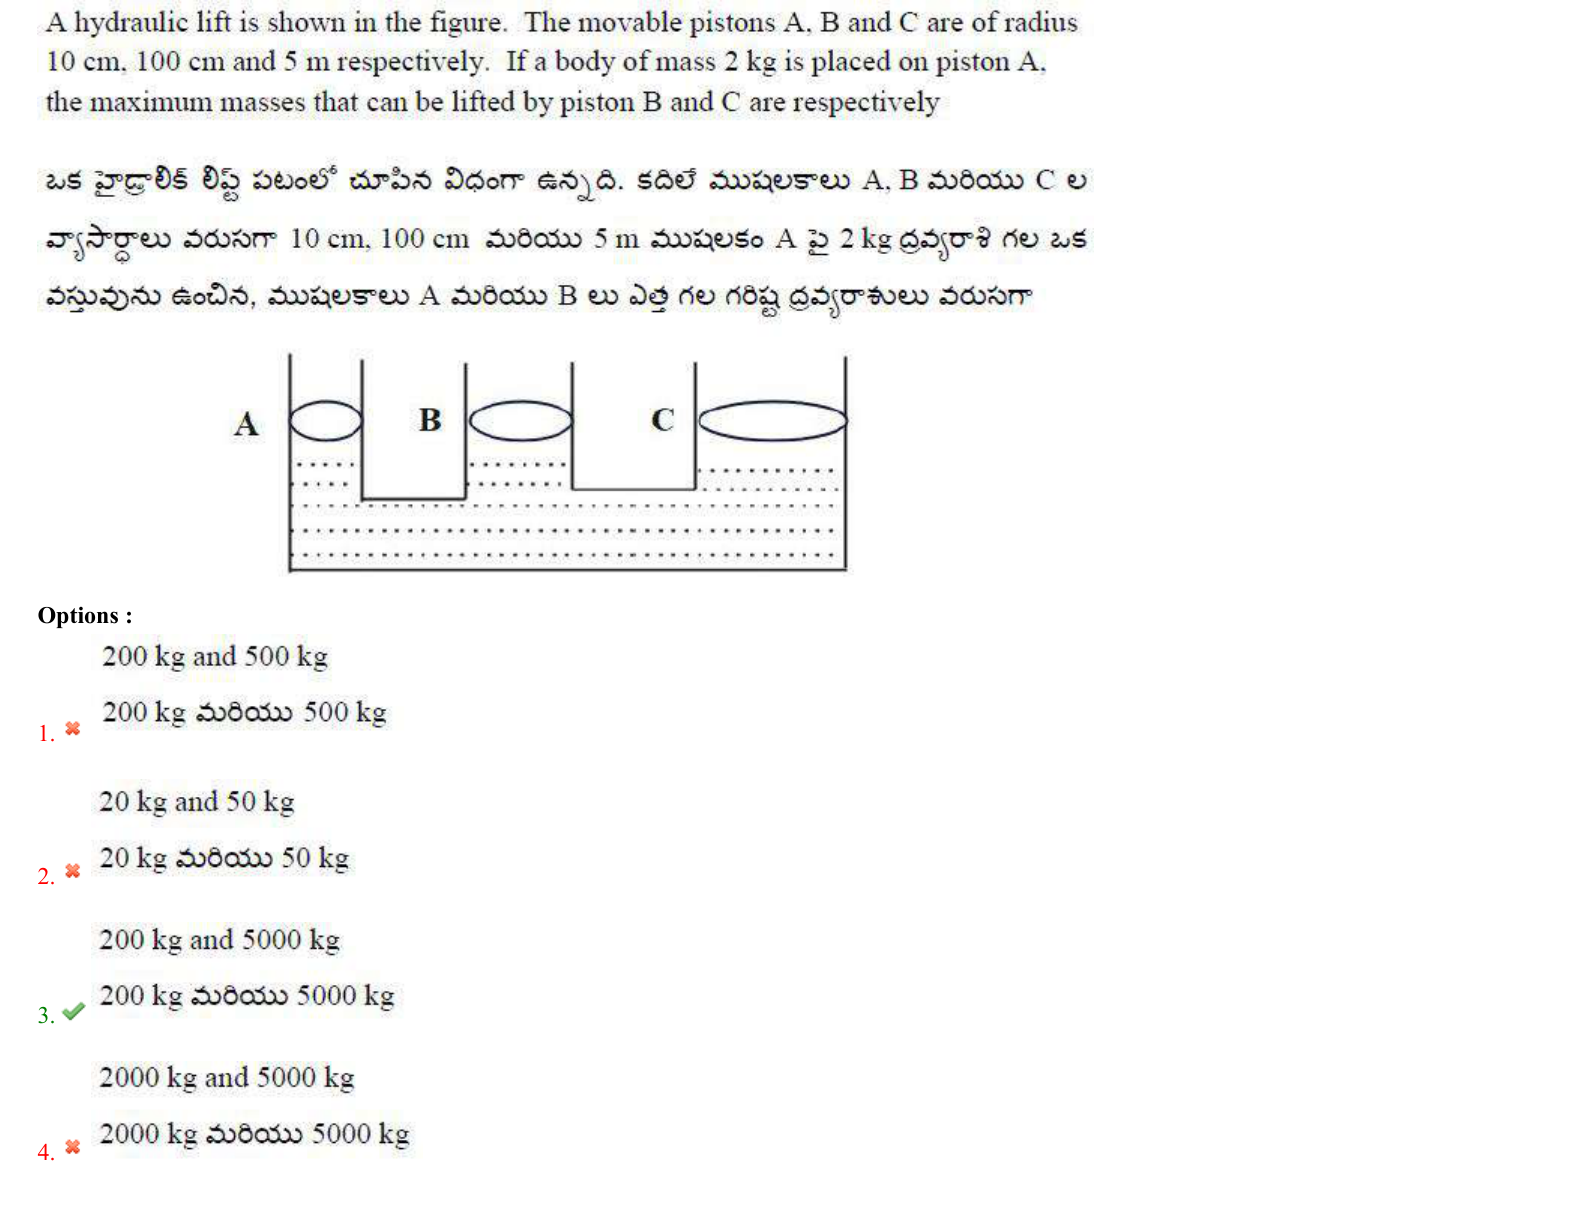 A hydraulic lift is shown in the figure.  The movable pistons A, B and C are of radius
10 cm, 100 cm and 5 m respectively.  If a body of mass 2 kg is placed on piston A,
the maximum masses that can be lifted by piston B and C are respectively
ఒక హైడ్రాలిక్ లిఫ్ట్ పటంలో చూపిన విధంగా ఉన్నది. కదిలే ముషలకాలు A, B మరియు C ల
వ్యాసార్ధాలు వరుసగా 10 cm, 100 cm మరియు 5 m ముషలకం A పై 2 kg ద్రవ్యరాశి గల ఒక
వస్తువును ఉంచిన, ముషలకాలు A మరియు B లు ఎత్త గల గరిష్ట ద్రవ్యరాశులు వరుసగా
A B C
Options :
200 kg and 500 kg
200 kg మరియు 500 kg
1.
20 kg and 50 kg
20 kg మరియు 50 kg
2.
200 kg and 5000 kg
200 kg మరియు 5000 kg
3.
2000 kg and 5000 kg
2000 kg మరియు 5000 kg
4.